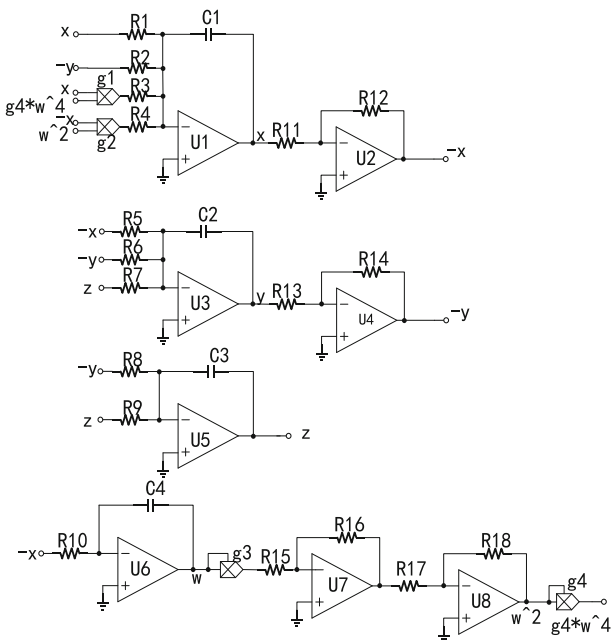 x R1 C1
-y R2
x g1 R3
g4*w^4
-x R4 R12
w^2 g2 - U1 x R11 - U2 -x
+ +
-x R5 C2
-y R6
z R7 - U3 y R13 R14 - U4 -y
+ +
-y R8 C3
z R9 - U5 z
+
-x R10 C4 - U6 w g3 R15 R16 - U7 R17 R18 - U8 w^2 g4 g4*w^4
+ + +